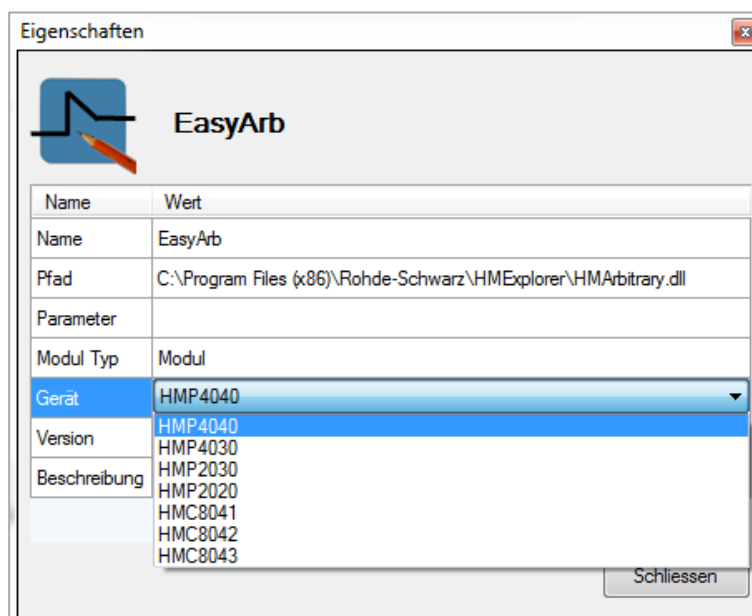 Eigenschaften
EasyArb
Name Wert
Name EasyArb
Pfad C:\Program Files (x86)\Rohde-Schwarz\HMExplorer\HMArbitrary.dll
Parameter
Modul Typ Modul
Gerät HMP4040
HMP4040
Version
HMP4030
HMP2030
Beschreibung
HMP2020
HMC8041
HMC8042
HMC8043
Schliessen